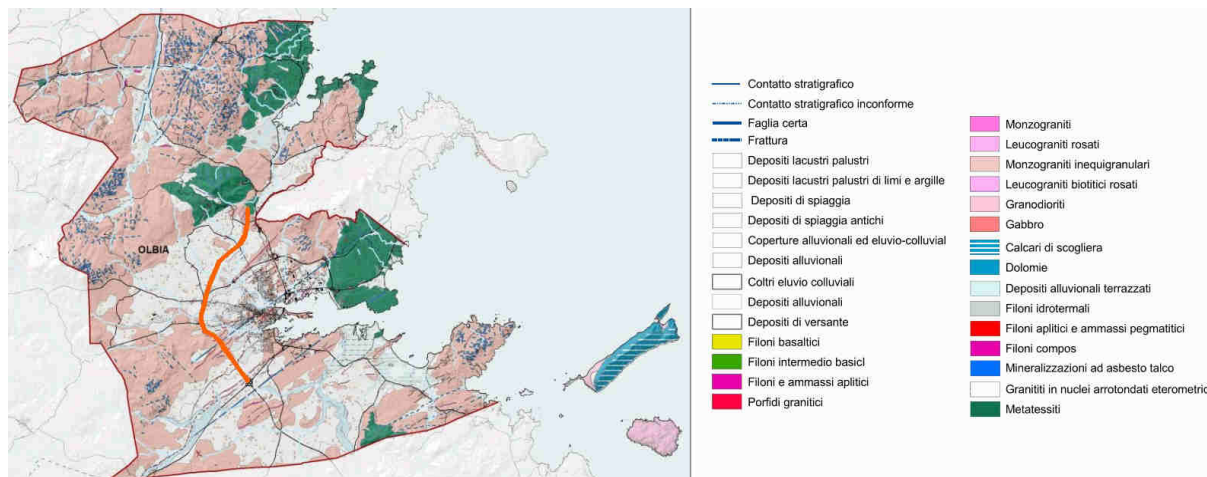 OLBIA
Contatto stratigrafico
Contatto stratigrafico inconforme
Faglia certa
Frattura
Depositi lacustri palustri
Depositi lacustri palustri di limi e argille
Depositi di spiaggia
Depositi di spiaggia antichi
Coperture alluvionali ed eluvio-colluvial
Depositi alluvionali
Coltri eluvio colluviali
Depositi alluvionali
Depositi di versante
Filoni basaltici
Filoni intermedio basicl
Filoni e ammassi aplitici
Porfidi granitici
Monzograniti
Leucograniti rosati
Monzograniti inequigranulari
Leucograniti biotitici rosati
Granodioriti
Gabbro
Calcari di scogliera
Dolomie
Depositi alluvionali terrazzati
Filoni idrotermali
Filoni aplitici e ammassi pegmatitici
Filoni compos
Mineralizzazioni ad asbesto talco
Granititi in nuclei arrotondati eterometric
Metatessiti